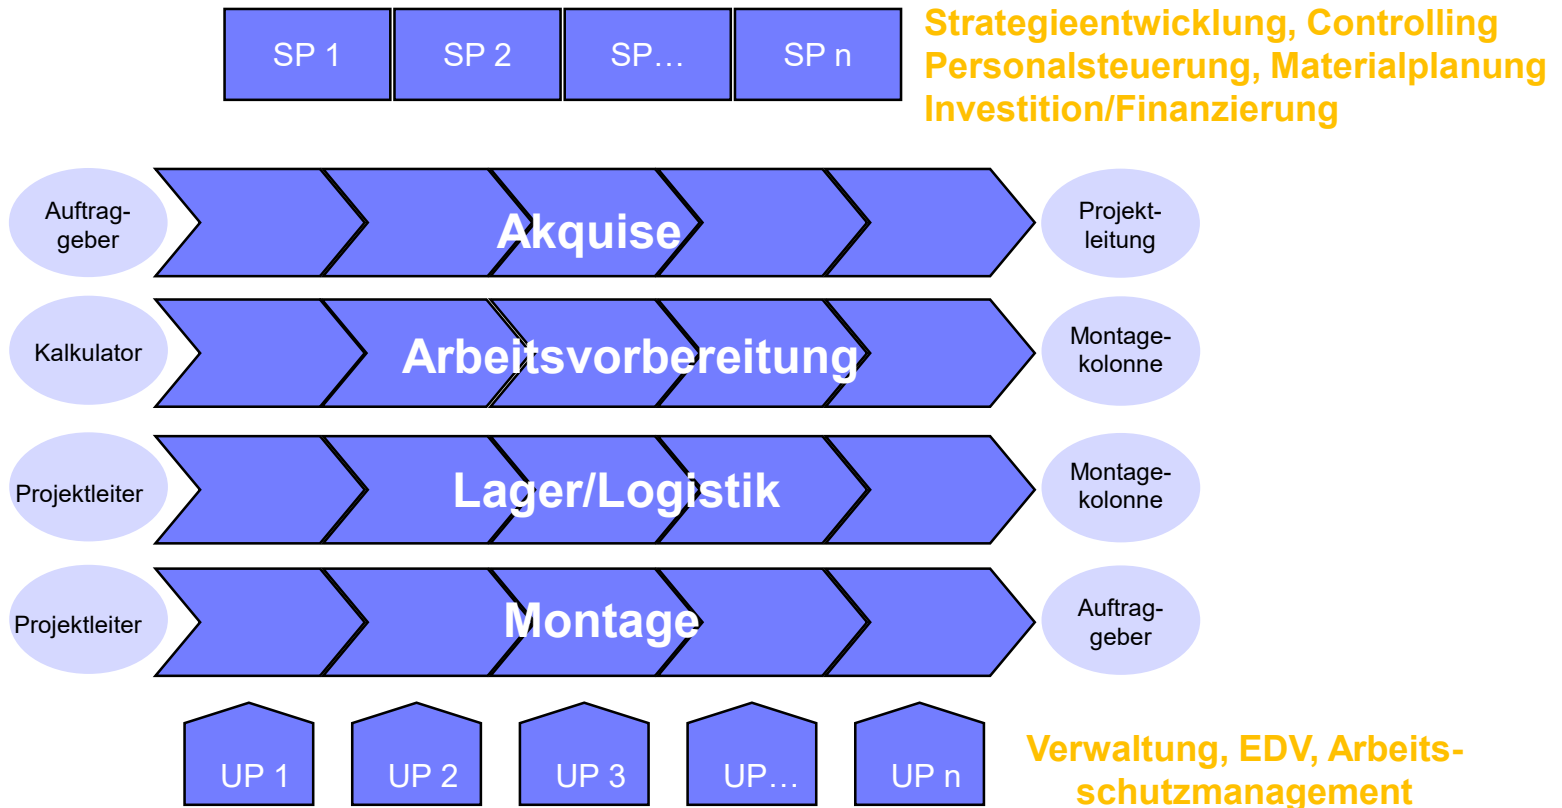 SP 1
SP 2
SP…
SP n
Strategieentwicklung, Controlling
Personalsteuerung, Materialplanung
Investition/Finanzierung
Auftrag-
geber
Akquise
Projekt-
leitung
Kalkulator
Arbeitsvorbereitung
Montage-
kolonne
Projektleiter
Lager/Logistik
Montage-
kolonne
Projektleiter
Montage
Auftrag-
geber
UP 1
UP 2
UP 3
UP…
UP n
Verwaltung, EDV, Arbeits-
schutzmanagement